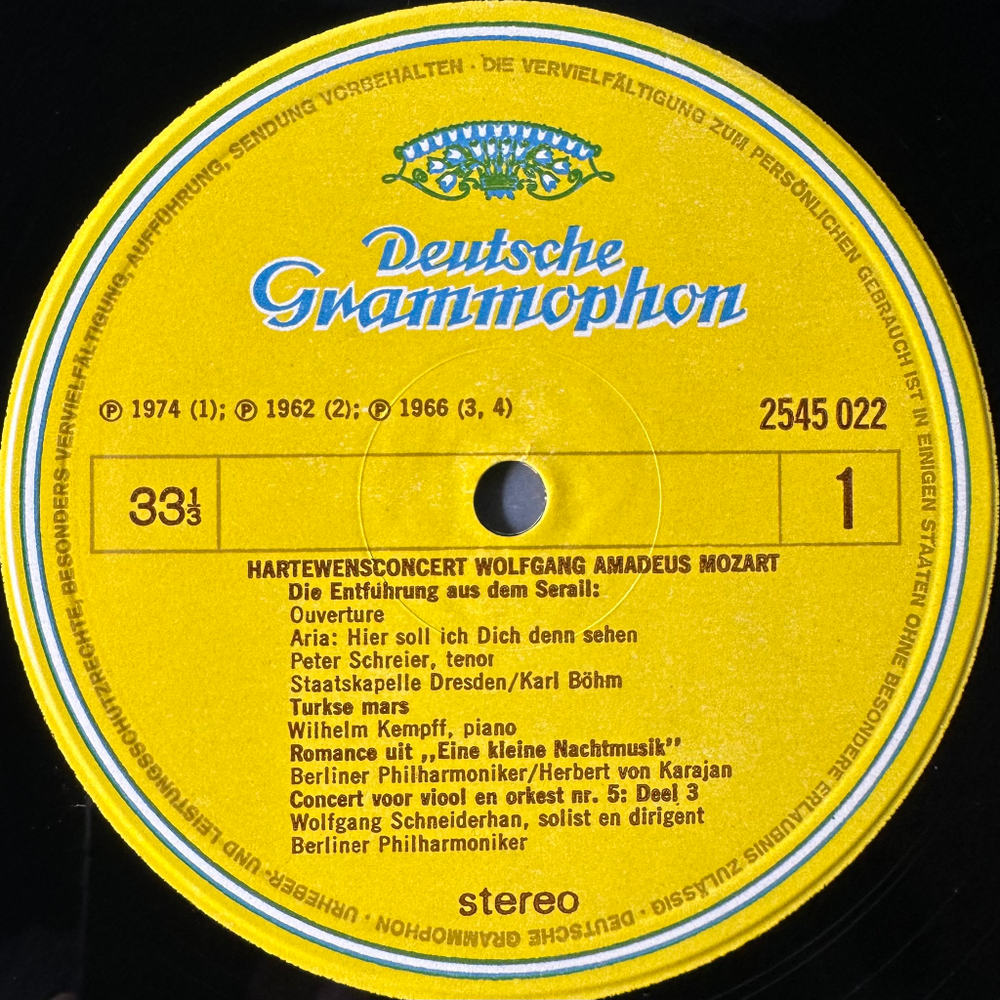 DEUTSCHE GRAMMOPHON · URHEBER- UND LEISTUNGSSCHUTZRECHTE, BESONDERS VERVIELFÄLTIGUNG, AUFFÜHRUNG, SENDUNG VORBEHALTEN · DIE VERVIELFÄLTIGUNG ZUM PERSÖNLICHEN GEBRAUCH IST IN EINIGEN STAATEN OHNE BESONDERE ERLAUBNIS ZULÄSSIG ·
Deutsche
Grammophon
℗ 1974 (1); ℗ 1962 (2); ℗ 1966 (3, 4)
2545 022
33⅓
1
HARTEWENSCONCERT WOLFGANG AMADEUS MOZART
Die Entführung aus dem Serail:
Ouverture
Aria: Hier soll ich Dich denn sehen
Peter Schreier, tenor
Staatskapelle Dresden/Karl Böhm
Turkse mars
Wilhelm Kempff, piano
Romance uit „Eine kleine Nachtmusik”
Berliner Philharmoniker/Herbert von Karajan
Concert voor viool en orkest nr. 5: Deel 3
Wolfgang Schneiderhan, solist en dirigent
Berliner Philharmoniker
stereo